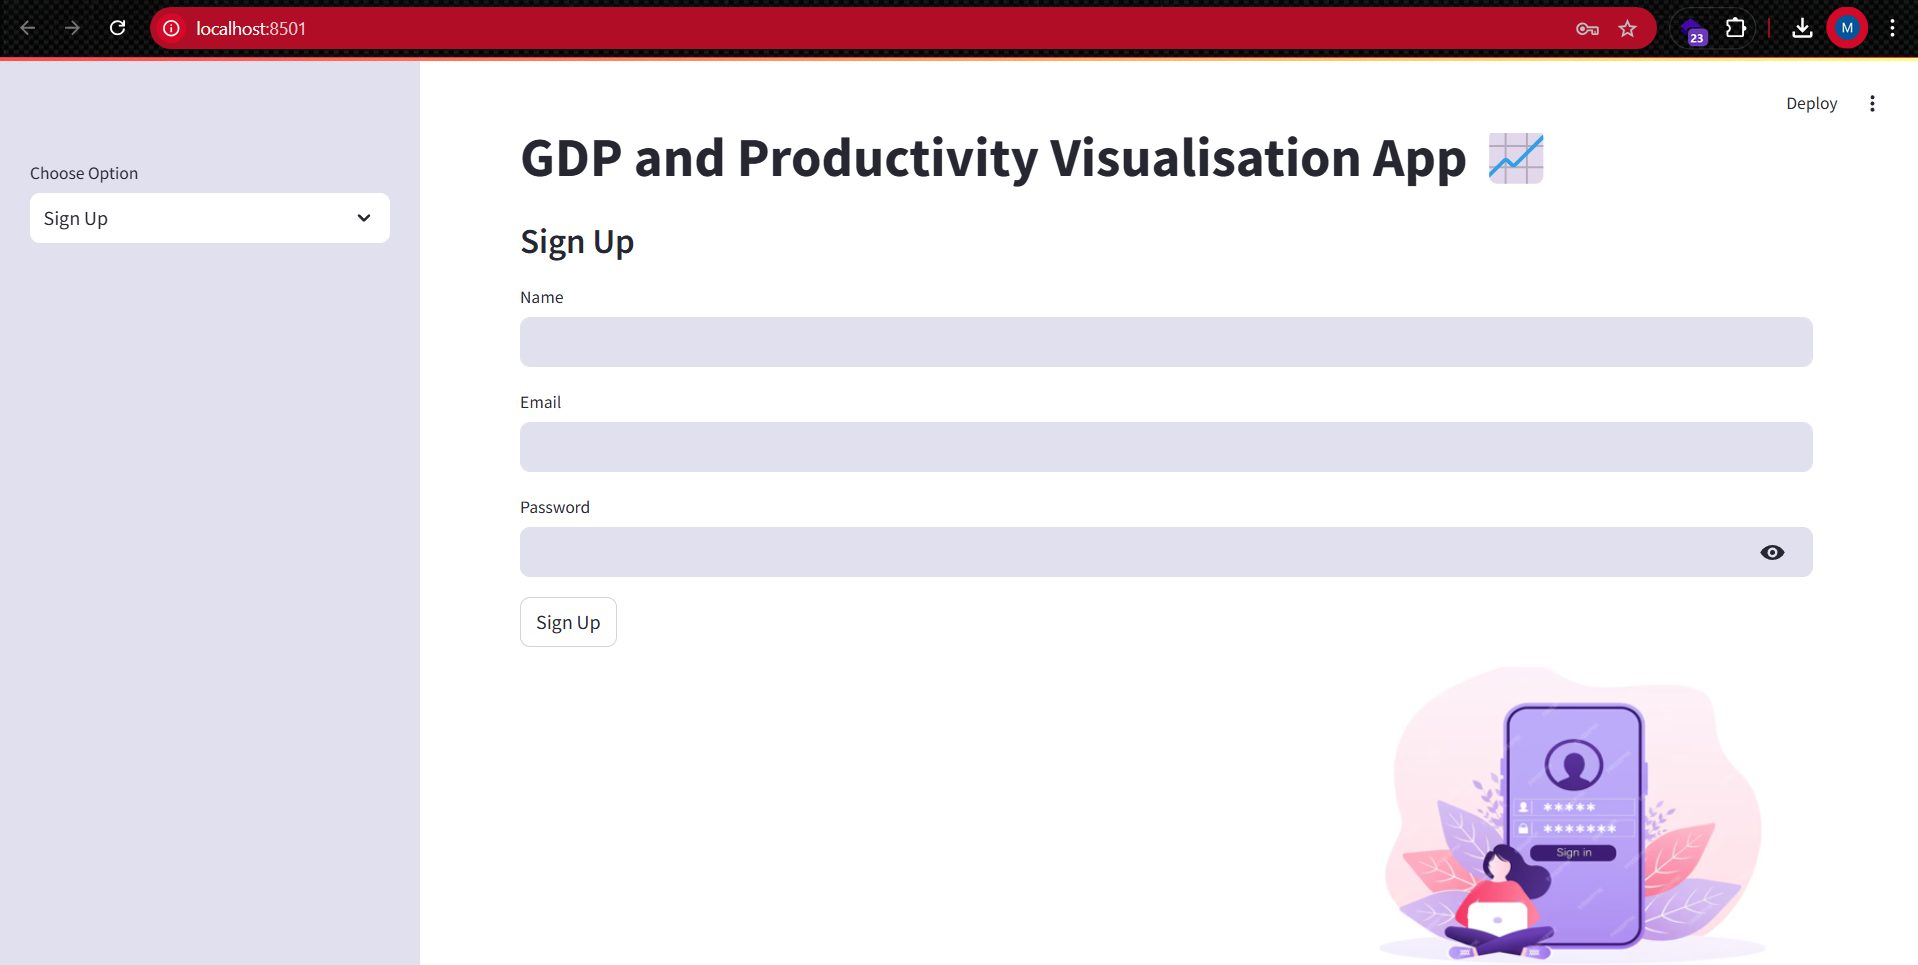 localhost:8501
23
M
Deploy
Choose Option
Sign Up
GDP and Productivity Visualisation App
Sign Up
Name
Email
Password
Sign Up
*****
*******
Sign in